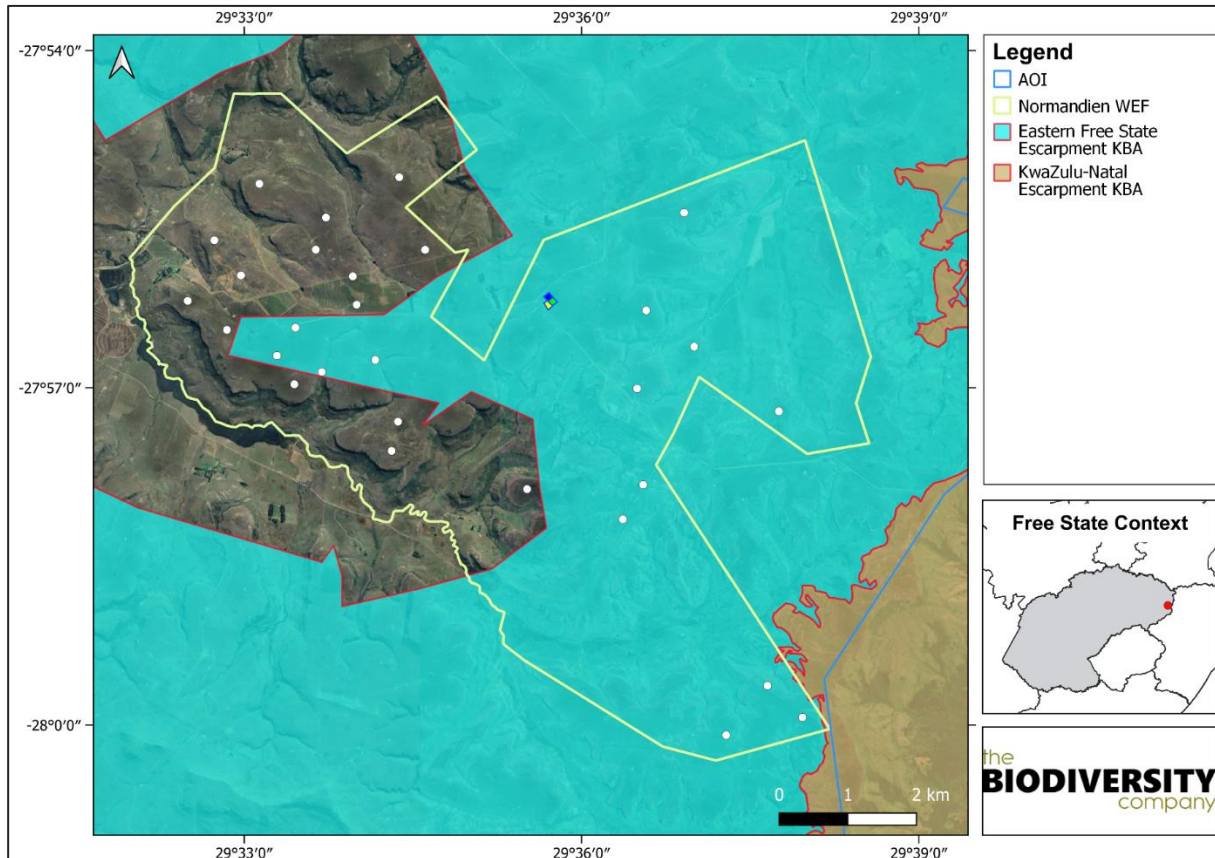 29°33'0" 29°36'0" 29°39'0"
-27°54'0"
-27°57'0"
-28°0'0"
0 1 2 km
29°33'0" 29°36'0" 29°39'0"
Legend
AOI
Normandien WEF
Eastern Free State
Escarpment KBA
KwaZulu-Natal
Escarpment KBA
Free State Context
the
BIODIVERSITY
company